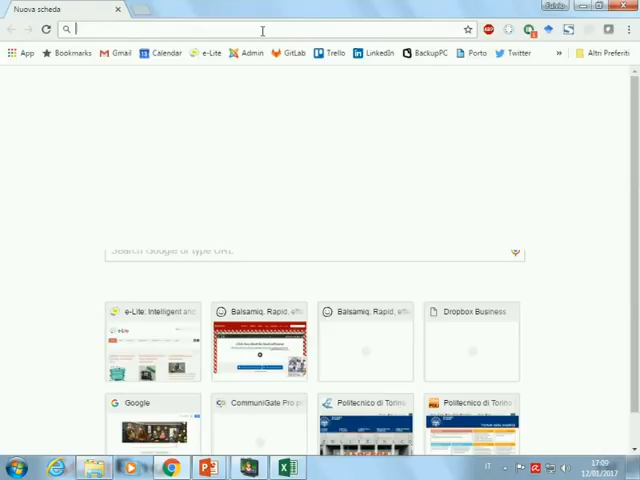 Nuova scheda
Fulvio
App Bookmarks Gmail Calendar e-Lite Admin GitLab Trello LinkedIn BackupPC Porto Twitter » Altri Preferiti
Search Google or type URL
e-Lite: Intelligent and Balsamiq. Rapid, effe Balsamiq. Rapid, effe Dropbox Business
Google CommuniGate Pro p Politecnico di Torino Politecnico di Torino
IT 17:09
12/01/2017